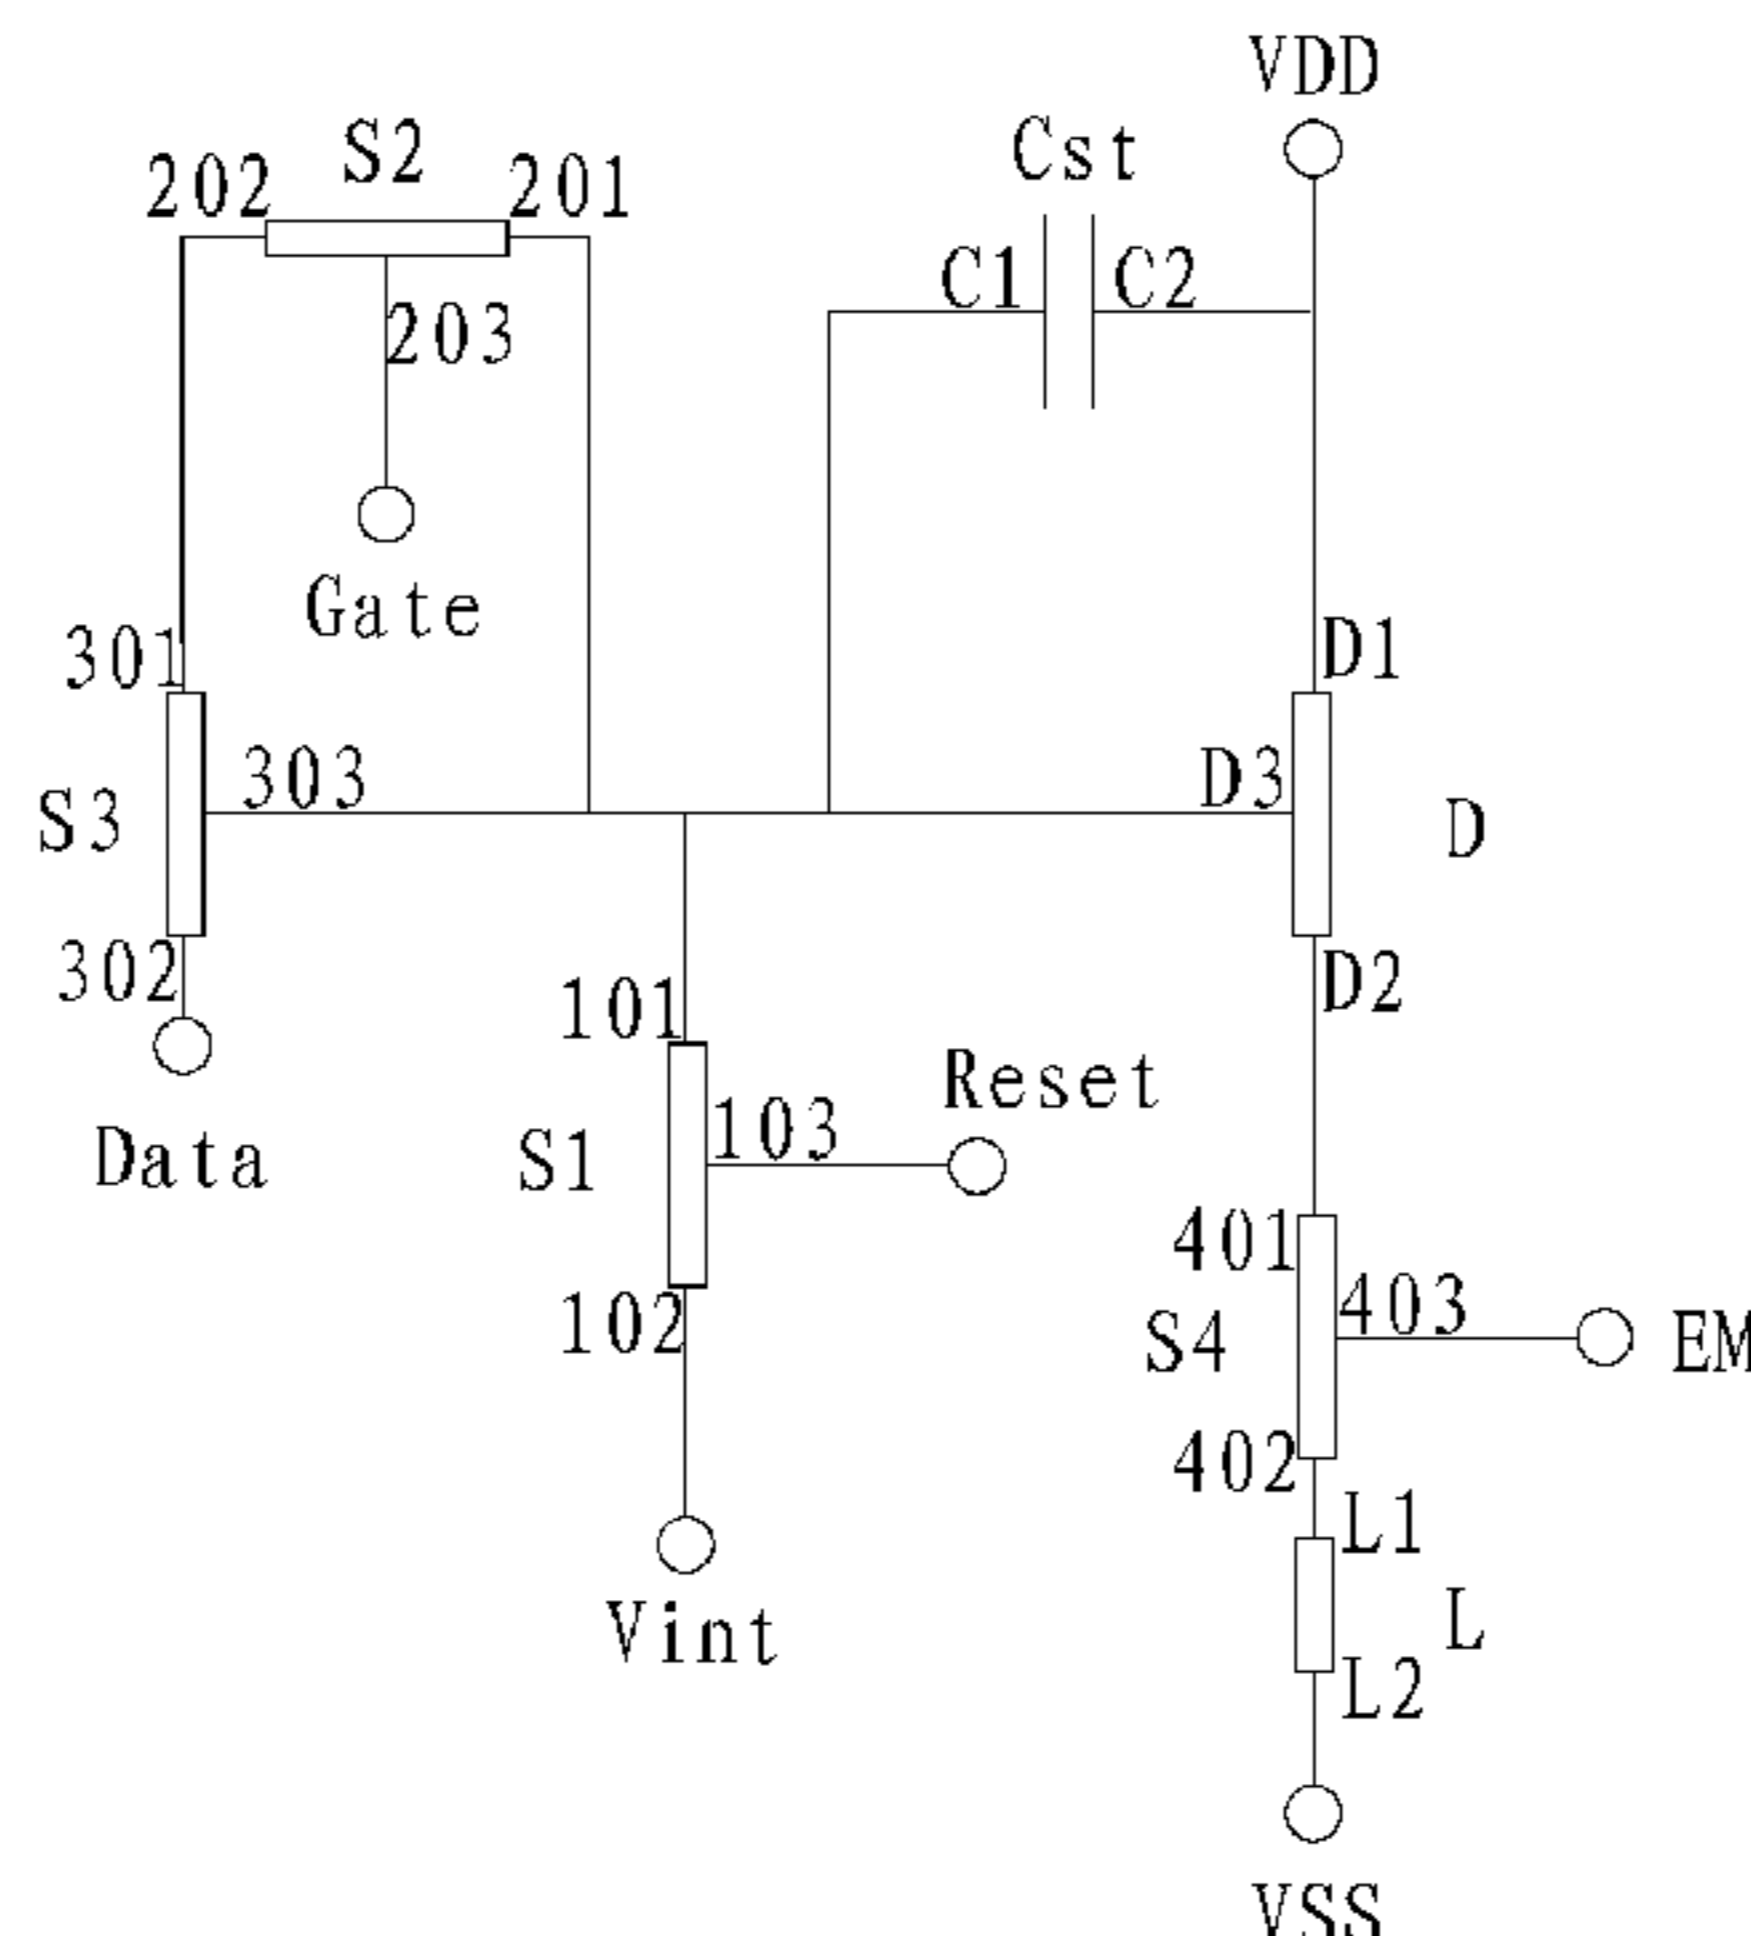 VDD
Cst
S2
202
201
C1
C2
203
Gate
301
D1
303
D3
S3
D
302
D2
101
Reset
103
Data
S1
401
403
102
S4
EM
402
L1
Vint
L
L2
VSS